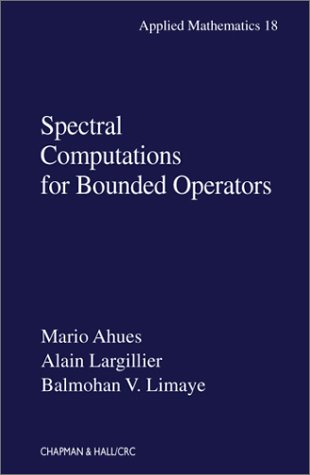 Applied Mathematics 18
Spectral
Computations
for Bounded Operators
Mario Ahues
Alain Largillier
Balmohan V. Limaye
CHAPMAN & HALL/CRC